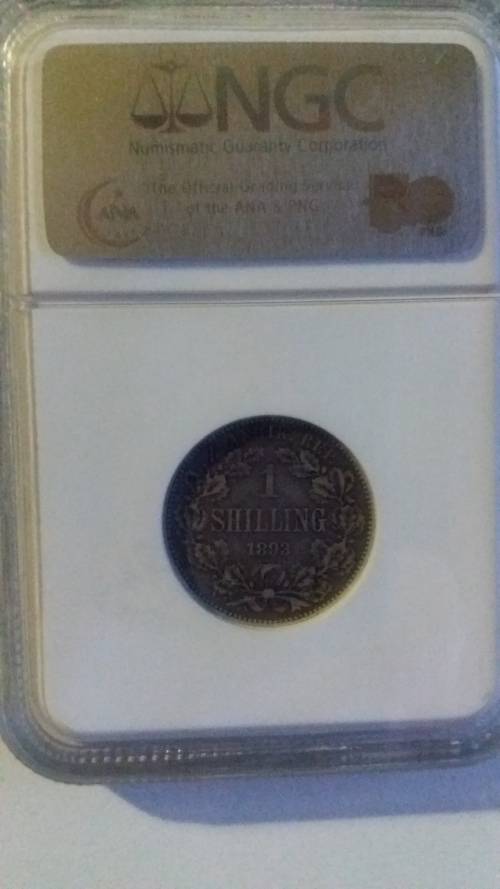 NGC
Numismatic Guaranty Corporation
The Official Grading Service
of the ANA & PNG
ANA
PNG
1
SHILLING
1893